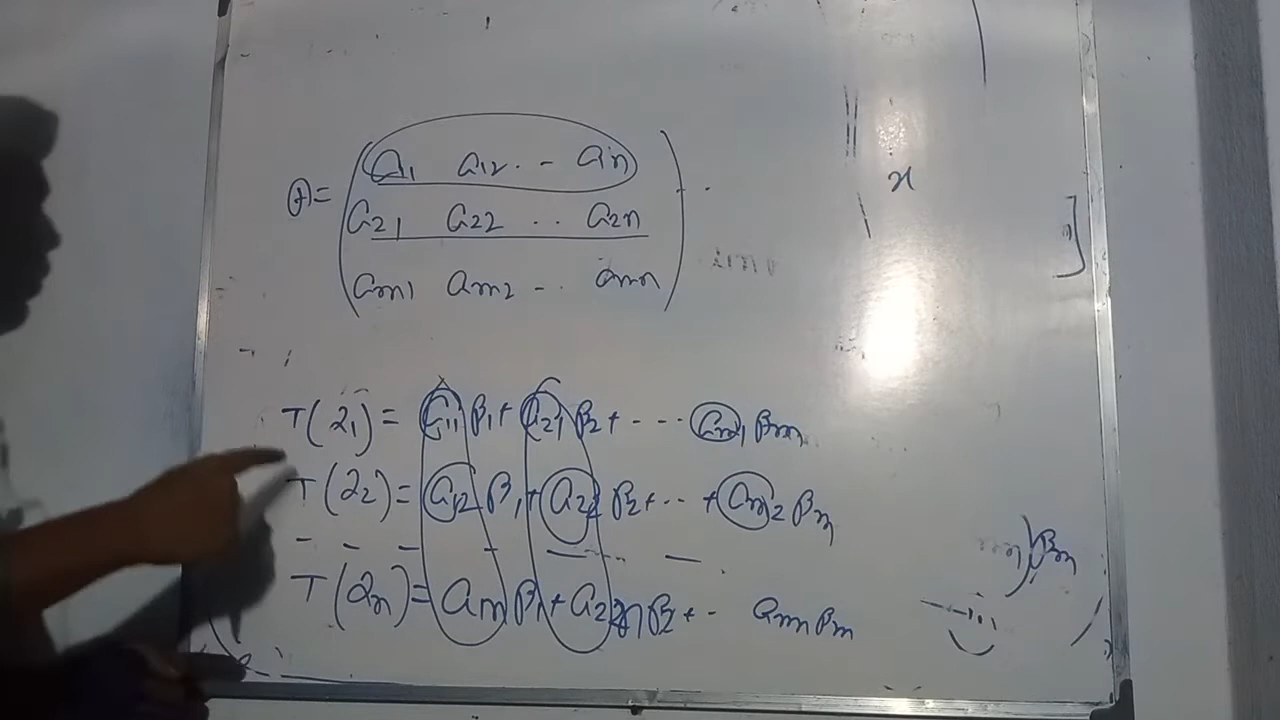 A = ( a11 a12 .. - a1n )
a21 a22 .. a2n
am1 am2 - .. amn
x
T(α1) = a11 β1 + a21 β2 + - -- am1 βm
T(α2) = a12 β1 + a22 β2 + -- + am2 βm
- - - - - -- - .
T(αn) = a1n β1 + a2n β2 + - amn βm
βm